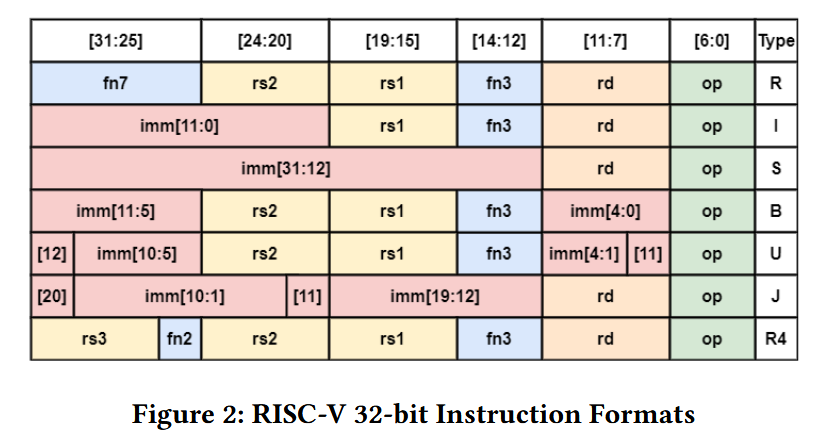 [31:25] [24:20] [19:15] [14:12] [11:7] [6:0] Type
fn7 rs2 rs1 fn3 rd op R
imm[11:0] rs1 fn3 rd op I
imm[31:12] rd op S
imm[11:5] rs2 rs1 fn3 imm[4:0] op B
[12] imm[10:5] rs2 rs1 fn3 imm[4:1] [11] op U
[20] imm[10:1] [11] imm[19:12] rd op J
rs3 fn2 rs2 rs1 fn3 rd op R4
Figure 2: RISC-V 32-bit Instruction Formats